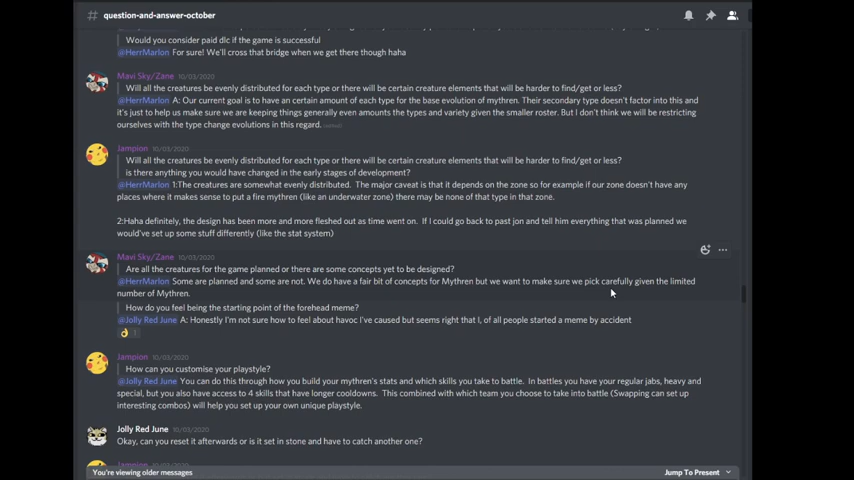 # question-and-answer-october
Would you consider paid dlc if the game is successful
@HerrMarlon For sure! We'll cross that bridge when we get there though haha
Mavi Sky/Zane 10/03/2020
Will all the creatures be evenly distributed for each type or there will be certain creature elements that will be harder to find/get or less?
@HerrMarlon A: Our current goal is to have an certain amount of each type for the base evolution of mythren. Their secondary type doesn't factor into this and
it's just to help us make sure we are keeping things generally even amounts the types and variety given the smaller roster. But I don't think we will be restricting
ourselves with the type change evolutions in this regard.
Jampion 10/03/2020
Will all the creatures be evenly distributed for each type or there will be certain creature elements that will be harder to find/get or less?
is there anything you would have changed in the early stages of development?
@HerrMarlon 1:The creatures are somewhat evenly distributed. The major caveat is that it depends on the zone so for example if our zone doesn't have any
places where it makes sense to put a fire mythren (like an underwater zone) there may be none of that type in that zone.
2:Haha definitely, the design has been more and more fleshed out as time went on. If I could go back to past jon and tell him everything that was planned we
would've set up some stuff differently (like the stat system)
Mavi Sky/Zane 10/03/2020
Are all the creatures for the game planned or there are some concepts yet to be designed?
@HerrMarlon Some are planned and some are not. We do have a fair bit of concepts for Mythren but we want to make sure we pick carefully given the limited
number of Mythren.
How do you feel being the starting point of the forehead meme?
@Jolly Red June A: Honestly I'm not sure how to feel about havoc I've caused but seems right that I, of all people started a meme by accident
👌 1
Jampion 10/03/2020
How can you customise your playstyle?
@Jolly Red June You can do this through how you build your mythren's stats and which skills you take to battle. In battles you have your regular jabs, heavy and
special, but you also have access to 4 skills that have longer cooldowns. This combined with which team you choose to take into battle (Swapping can set up
interesting combos) will help you set up your own unique playstyle.
Jolly Red June 10/03/2020
Okay, can you reset it afterwards or is it set in stone and have to catch another one?
Jampion 10/03/2020
You're viewing older messages
Jump To Present